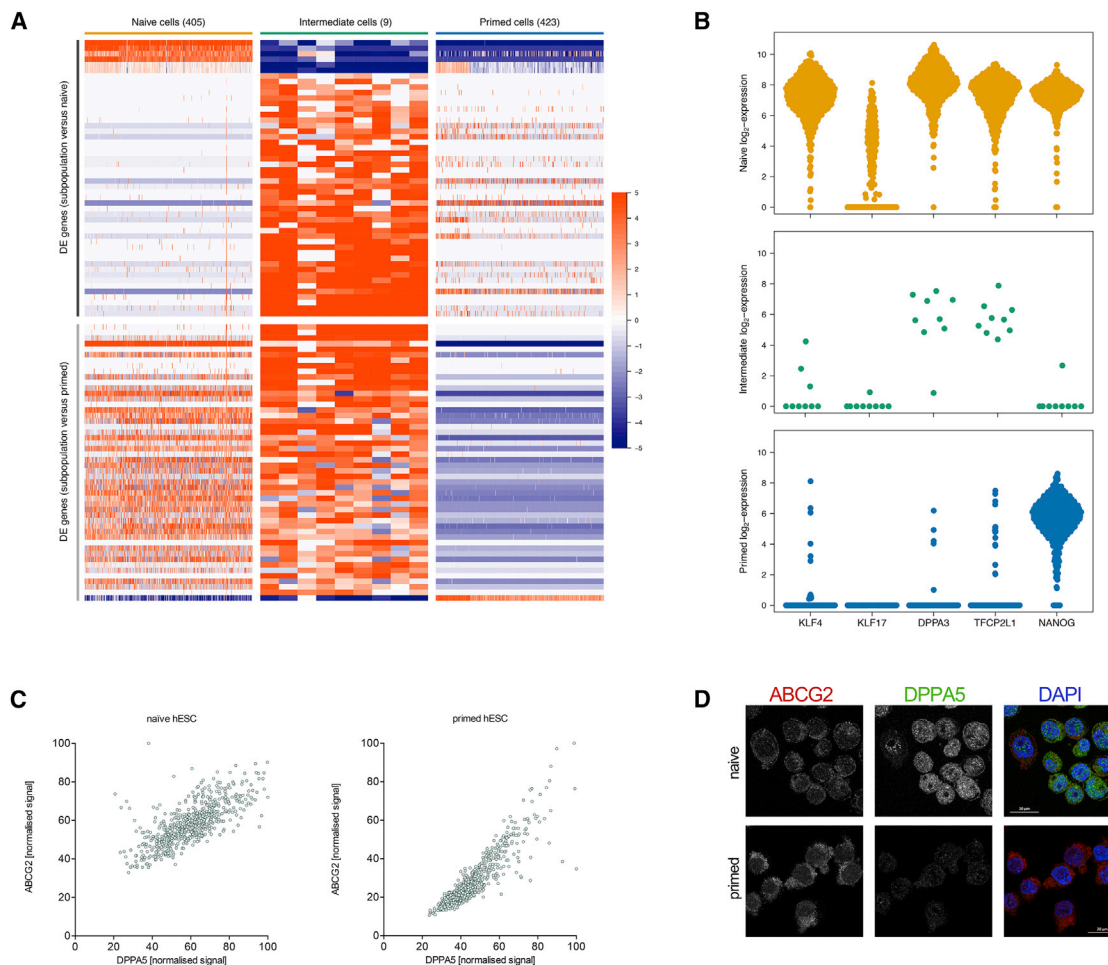 A
Naive cells (405)
Intermediate cells (9)
Primed cells (423)
DE genes (subpopulation versus naive)
DE genes (subpopulation versus primed)
5
4
3
2
1
0
−1
−2
−3
−4
−5
B
Naive log2−expression
10
8
6
4
2
0
Intermediate log2−expression
10
8
6
4
2
0
Primed log2−expression
10
8
6
4
2
0
KLF4
KLF17
DPPA3
TFCP2L1
NANOG
C
naïve hESC
ABCG2 [normalised signal]
100
80
60
40
20
0
0 20 40 60 80 100
DPPA5 [normalised signal]
primed hESC
ABCG2 [normalised signal]
100
80
60
40
20
0
0 20 40 60 80 100
DPPA5 [normalised signal]
D
ABCG2
DPPA5
DAPI
naive
primed